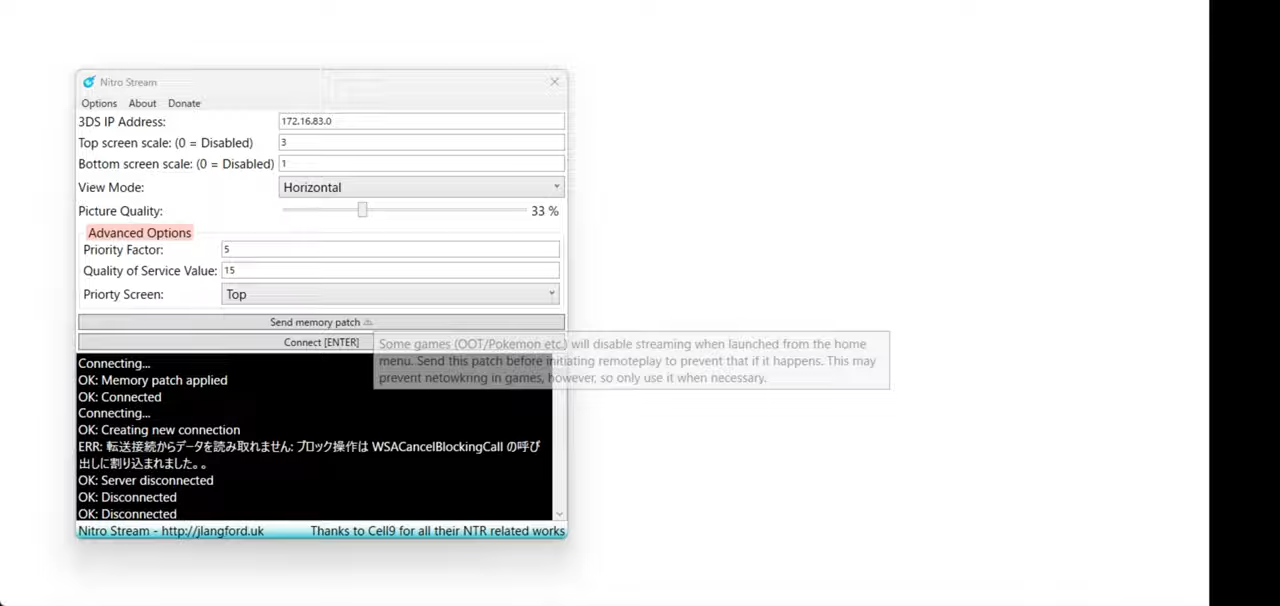 Nitro Stream
Options About Donate
3DS IP Address: 172.16.83.0
Top screen scale: (0 = Disabled) 3
Bottom screen scale: (0 = Disabled) 1
View Mode: Horizontal
Picture Quality: 33 %
Advanced Options
Priority Factor: 5
Quality of Service Value: 15
Priorty Screen: Top
Send memory patch
Connect [ENTER]
Some games (OOT/Pokemon etc.) will disable streaming when launched from the home
menu. Send this patch before initiating remoteplay to prevent that if it happens. This may
prevent netowkring in games, however, so only use it when necessary.
Connecting...
OK: Memory patch applied
OK: Connected
Connecting...
OK: Creating new connection
ERR: 転送接続からデータを読み取れません: ブロック操作は WSACancelBlockingCall の呼び
出しに割り込まれました。。
OK: Server disconnected
OK: Disconnected
OK: Disconnected
Nitro Stream - http://jlangford.uk Thanks to Cell9 for all their NTR related works